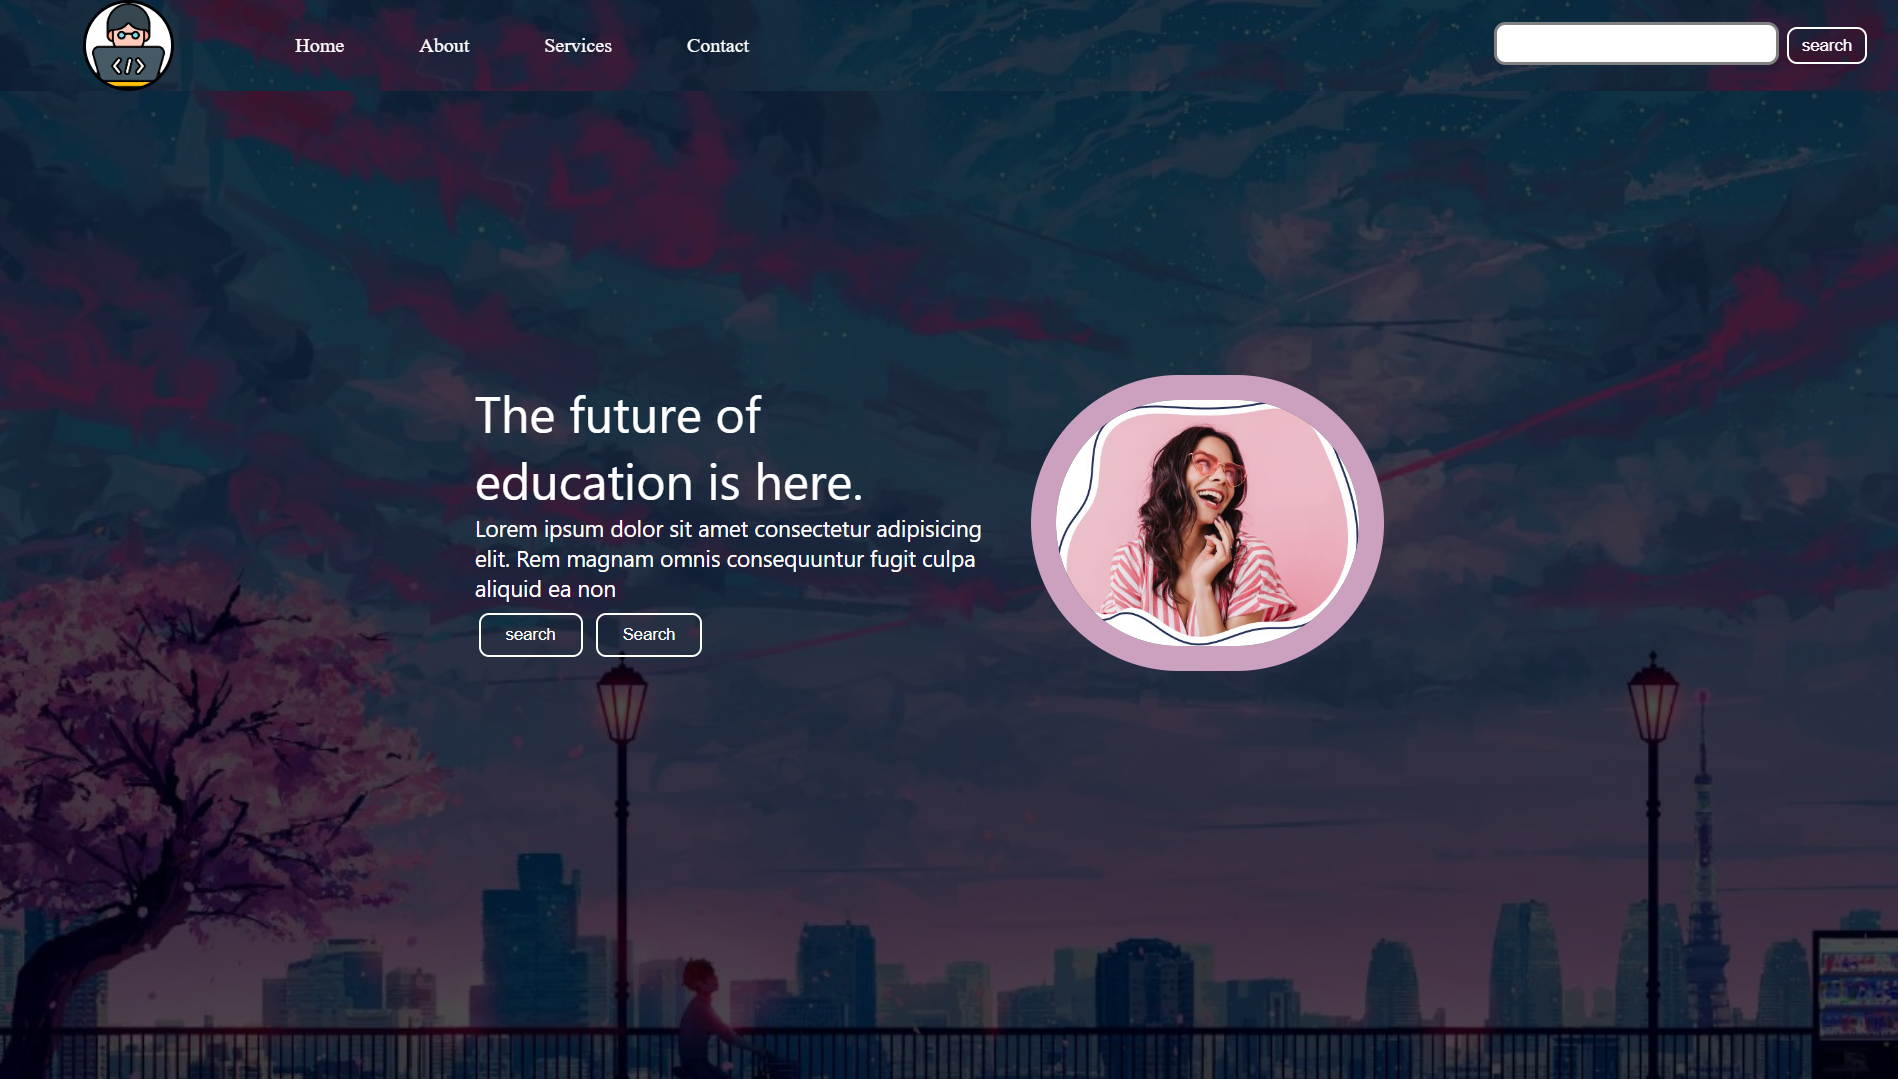 </>
Home About Services Contact search
The future of
education is here.
Lorem ipsum dolor sit amet consectetur adipisicing
elit. Rem magnam omnis consequuntur fugit culpa
aliquid ea non
search Search